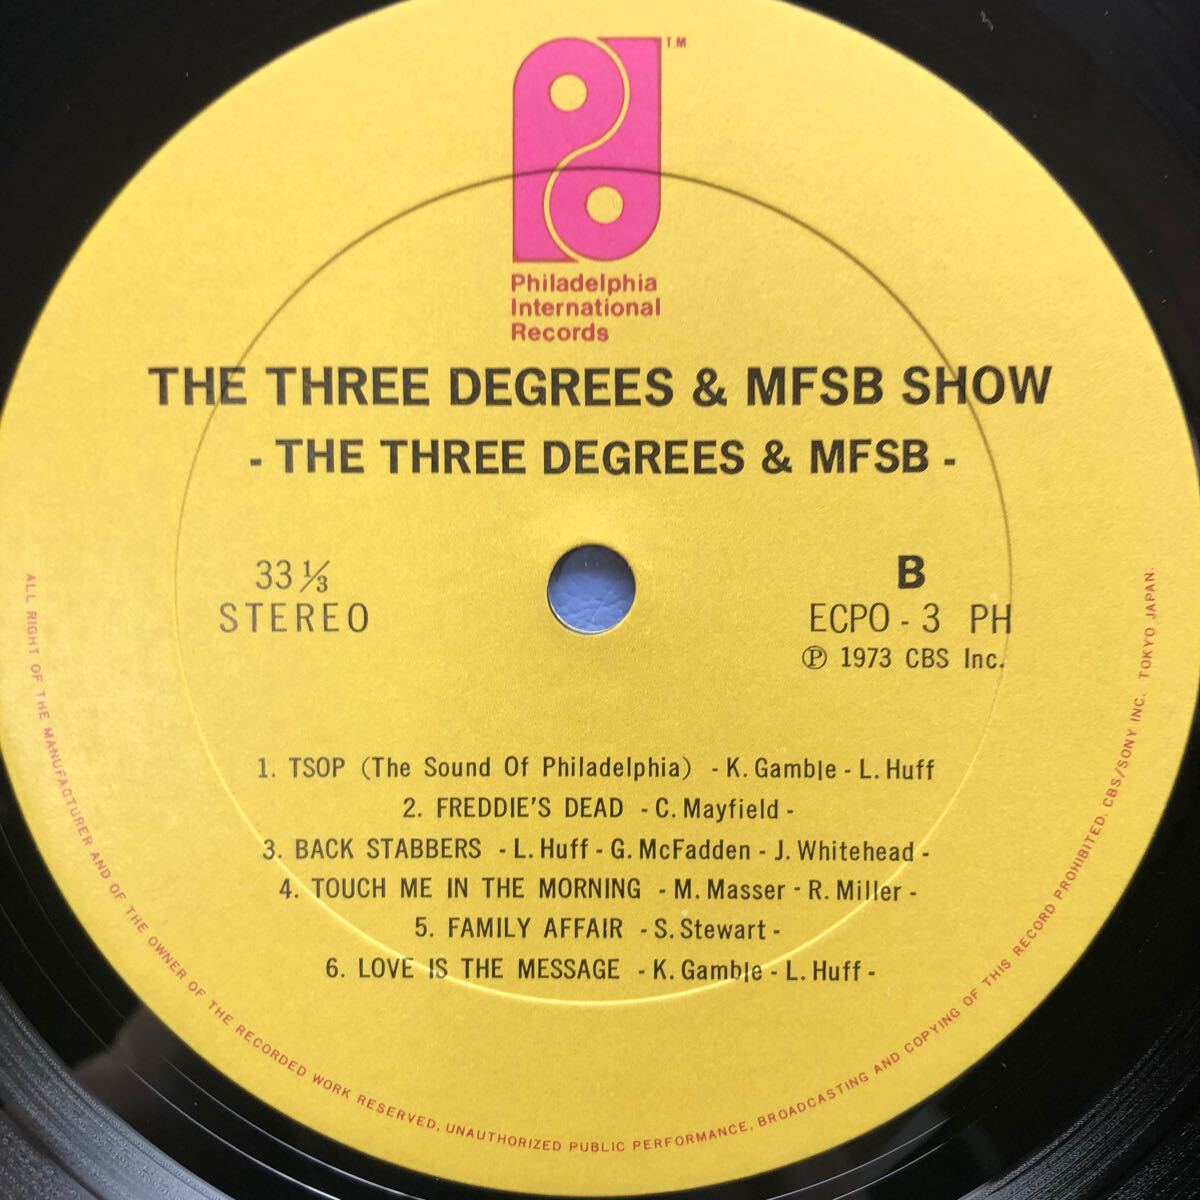 T.M
Philadelphia
International
Records
THE THREE DEGREES & MFSB SHOW
- THE THREE DEGREES & MFSB -
33 1/3
STEREO
B
ECPO - 3 PH
Ⓟ 1973 CBS Inc.
1. TSOP (The Sound Of Philadelphia) - K. Gamble - L. Huff
2. FREDDIE'S DEAD - C. Mayfield -
3. BACK STABBERS - L. Huff - G. McFadden - J. Whitehead -
4. TOUCH ME IN THE MORNING - M. Masser - R. Miller -
5. FAMILY AFFAIR - S. Stewart -
6. LOVE IS THE MESSAGE - K. Gamble - L. Huff -
ALL RIGHT OF THE MANUFACTURER AND OF THE OWNER OF THE RECORDED WORK RESERVED, UNAUTHORIZED PUBLIC PERFORMANCE, BROADCASTING AND COPYING OF THIS RECORD PROHIBITED. CBS/SONY INC. TOKYO JAPAN.